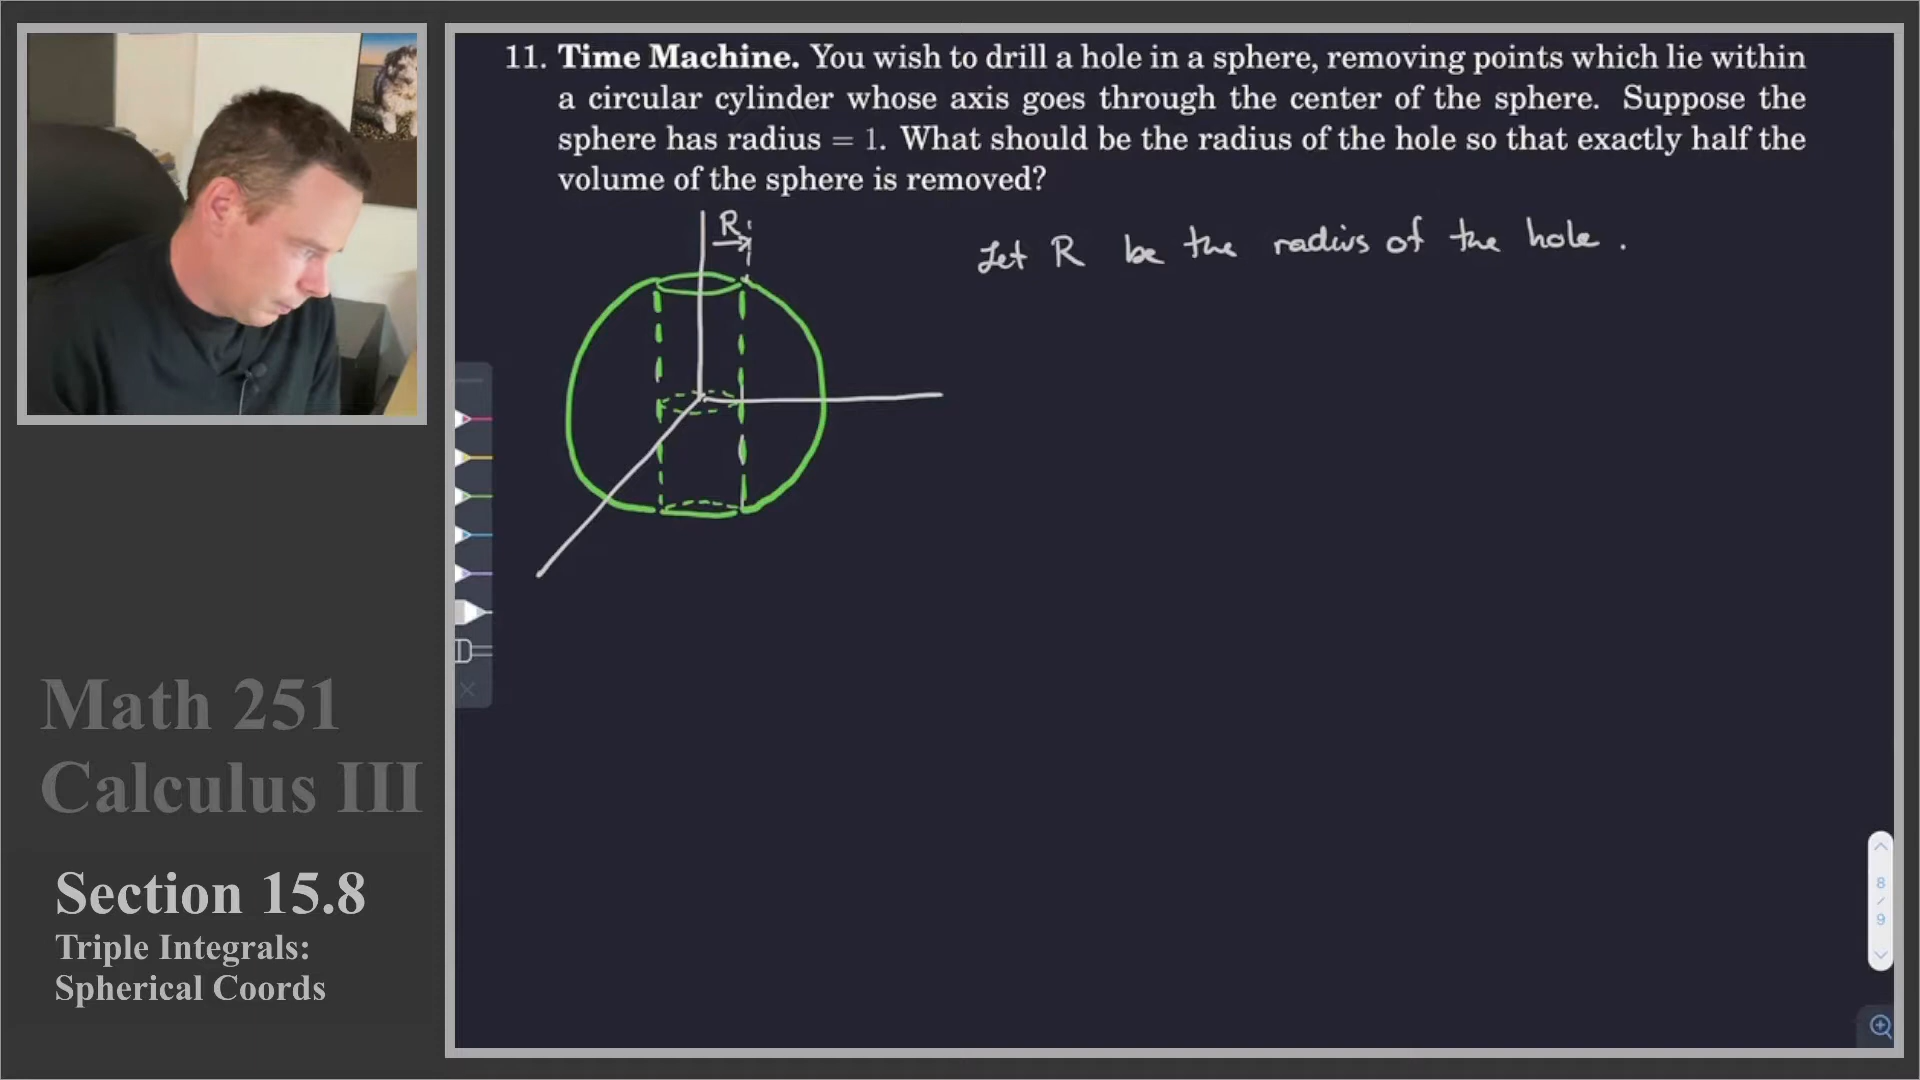 11. Time Machine. You wish to drill a hole in a sphere, removing points which lie within
a circular cylinder whose axis goes through the center of the sphere. Suppose the
sphere has radius = 1. What should be the radius of the hole so that exactly half the
volume of the sphere is removed?
R
Let R be the radius of the hole.
Math 251
Calculus III
Section 15.8
Triple Integrals:
Spherical Coords
8
/
9